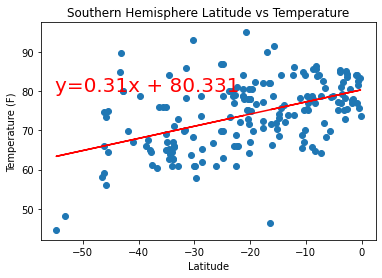 Southern Hemisphere Latitude vs Temperature
90
y=0.31x + 80.331
80
Temperature (F)
70
60
50
−50
−40
−30
−20
−10
0
Latitude